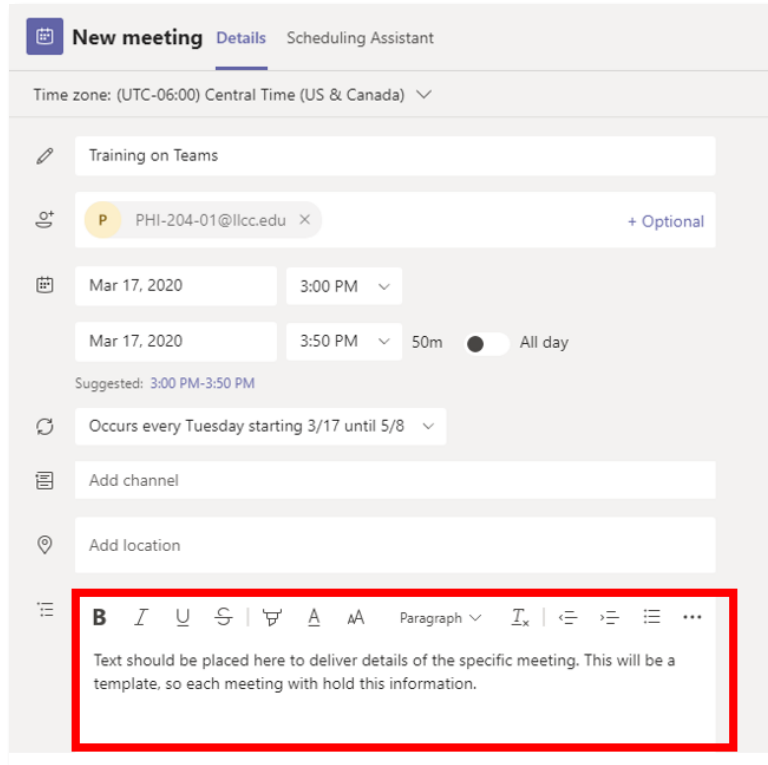 New meeting Details Scheduling Assistant
Time zone: (UTC-06:00) Central Time (US & Canada)
Training on Teams
P PHI-204-01@llcc.edu × + Optional
Mar 17, 2020 3:00 PM
Mar 17, 2020 3:50 PM 50m All day
Suggested: 3:00 PM-3:50 PM
Occurs every Tuesday starting 3/17 until 5/8
Add channel
Add location
B I U S A AA Paragraph Tx
Text should be placed here to deliver details of the specific meeting. This will be a
template, so each meeting with hold this information.